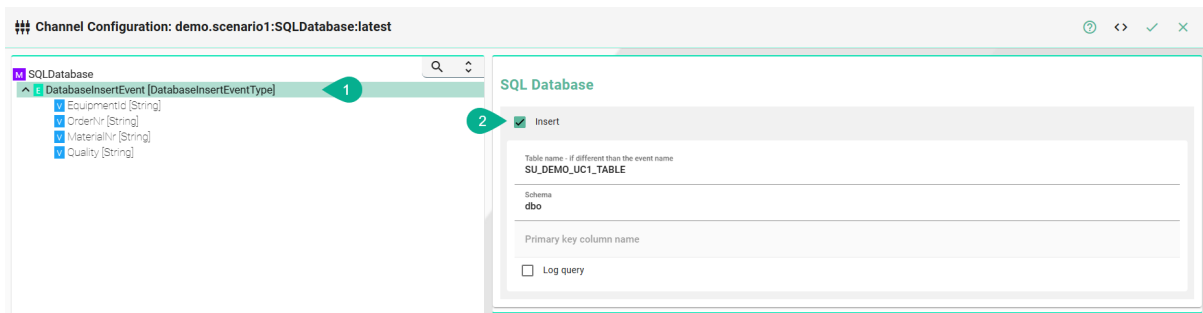 Channel Configuration: demo.scenario1:SQLDatabase:latest
M SQLDatabase
E DatabaseInsertEvent [DatabaseInsertEventType]
1
V EquipmentId [String]
V OrderNr [String]
V MaterialNr [String]
V Quality [String]
SQL Database
2
Insert
Table name - if different than the event name
SU_DEMO_UC1_TABLE
Schema
dbo
Primary key column name
Log query